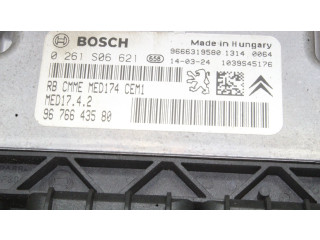 BOSCH Made in Hungary
0 261 S06 621 658 9666319580 1314 0064
14-03-24 1039S45176
RB CMME MED174 CEM1
MED17.4.2
96 766 435 80